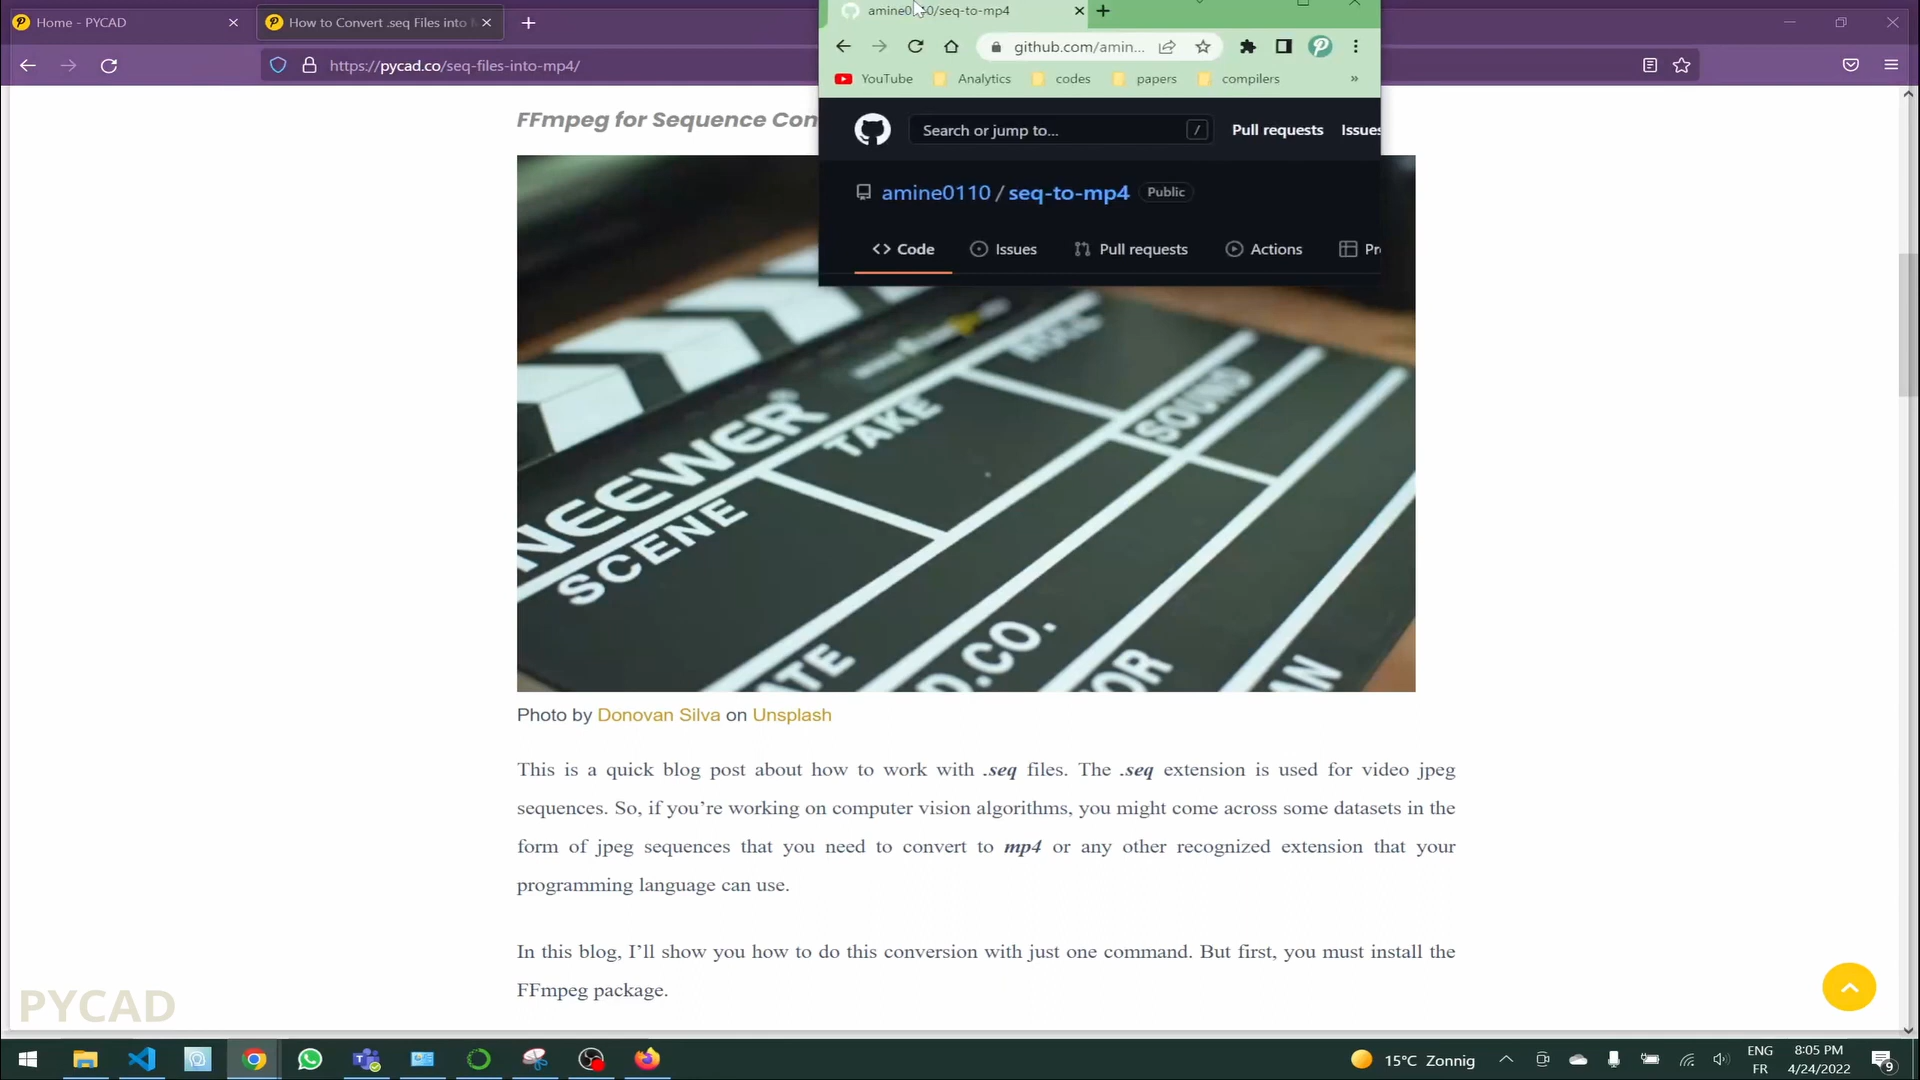 Home - PYCAD
How to Convert .seq Files into
https://pycad.co/seq-files-into-mp4/
/seq-to-mp4
github.com/amin...
YouTube
Analytics
codes
papers
compilers
»
Search or jump to...
/
Pull requests
Issues
amine0110 / seq-to-mp4
Public
Code
Issues
Pull requests
Actions
Pr
FFmpeg for Sequence Con
NEEWER
SCENE
TAKE
SOUND
ATE
D.CO.
TOR
AN
Photo by Donovan Silva on Unsplash
This is a quick blog post about how to work with .seq files. The .seq extension is used for video jpeg
sequences. So, if you’re working on computer vision algorithms, you might come across some datasets in the
form of jpeg sequences that you need to convert to mp4 or any other recognized extension that your
programming language can use.
In this blog, I’ll show you how to do this conversion with just one command. But first, you must install the
FFmpeg package.
PYCAD
15°C Zonnig
ENG
FR
8:05 PM
4/24/2022
9